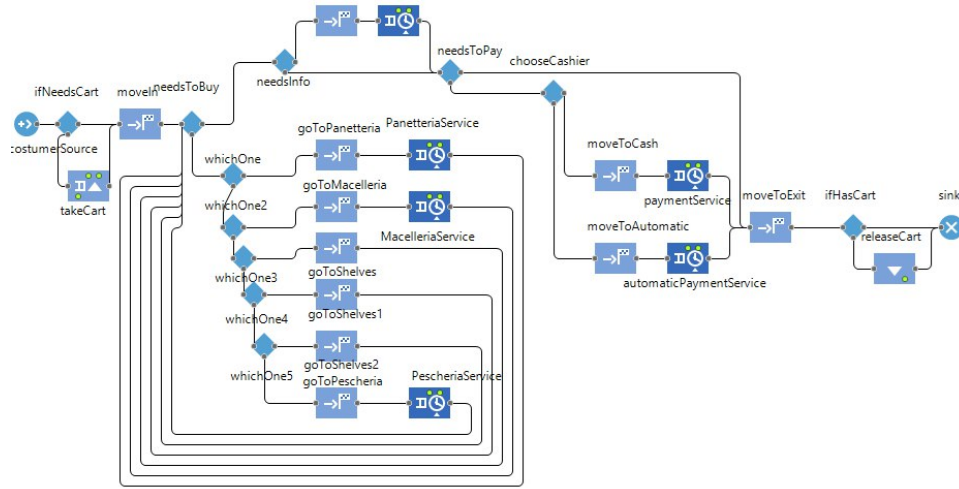 needsToPay
chooseCashier
needsInfo
ifNeedsCart
moveIn
needsToBuy
costumerSource
takeCart
goToPanetteria
PanetteriaService
whichOne
goToMacelleria
whichOne2
MacelleriaService
whichOne3
goToShelves
whichOne4
goToShelves1
goToShelves2
whichOne5
goToPescheria
PescheriaService
moveToCash
paymentService
moveToAutomatic
automaticPaymentService
moveToExit
ifHasCart
sink
releaseCart